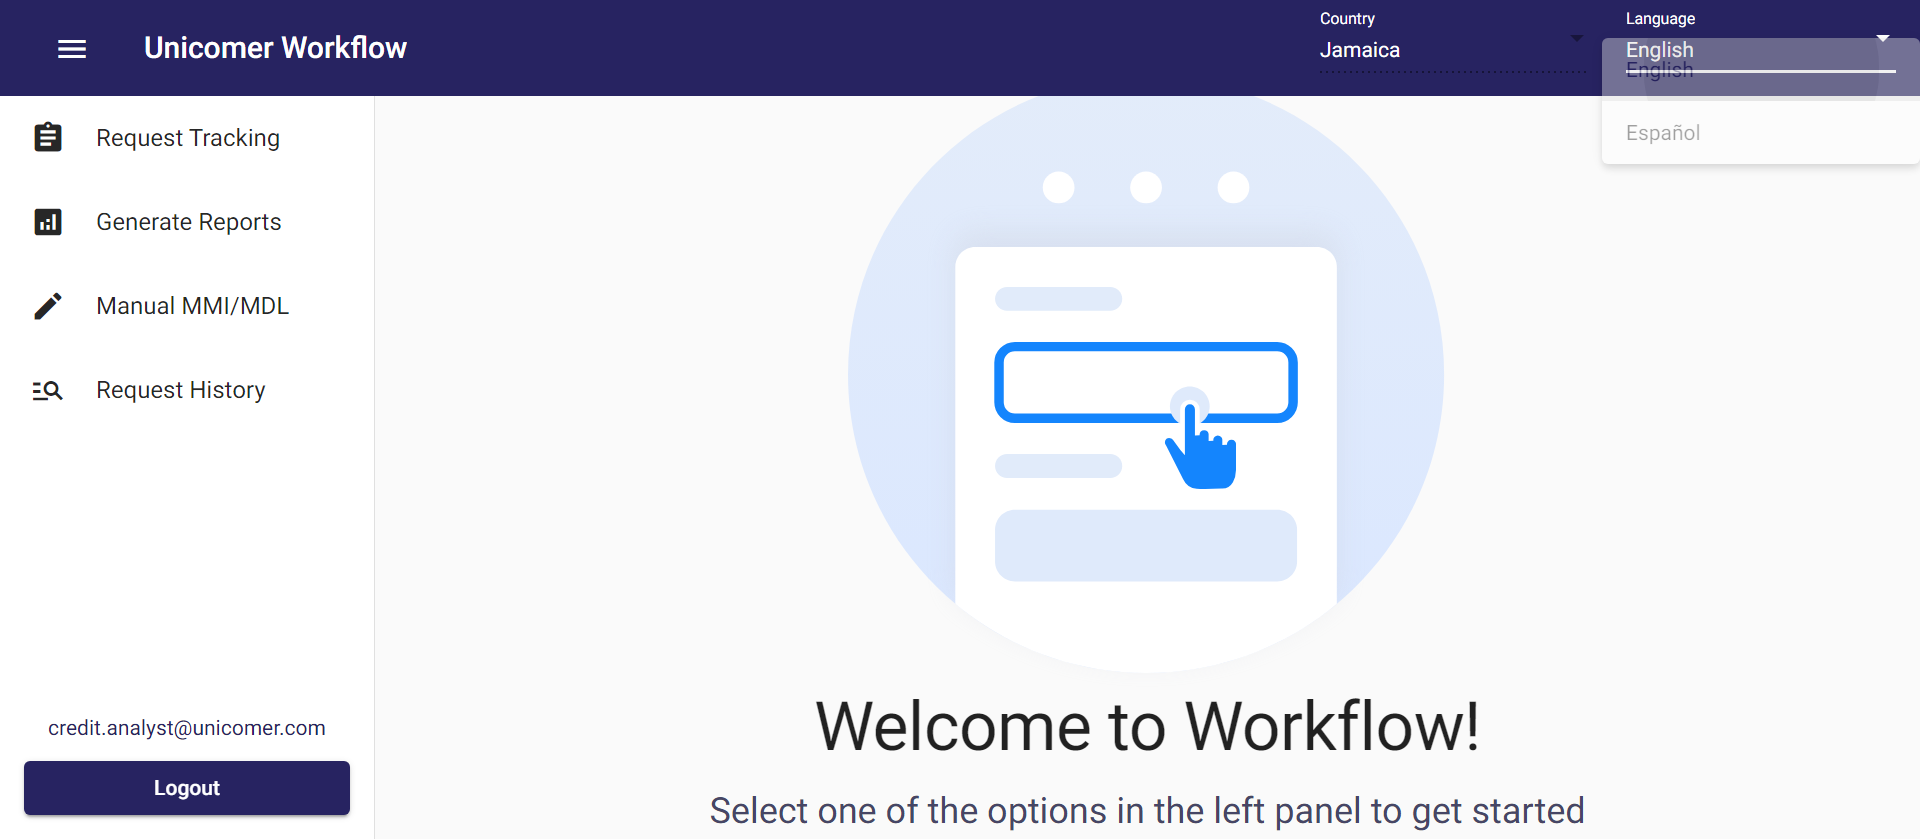 Unicomer Workflow
Country
Jamaica
Language
English
English
Español
Request Tracking
Generate Reports
Manual MMI/MDL
Request History
credit.analyst@unicomer.com
Logout
Welcome to Workflow!
Select one of the options in the left panel to get started